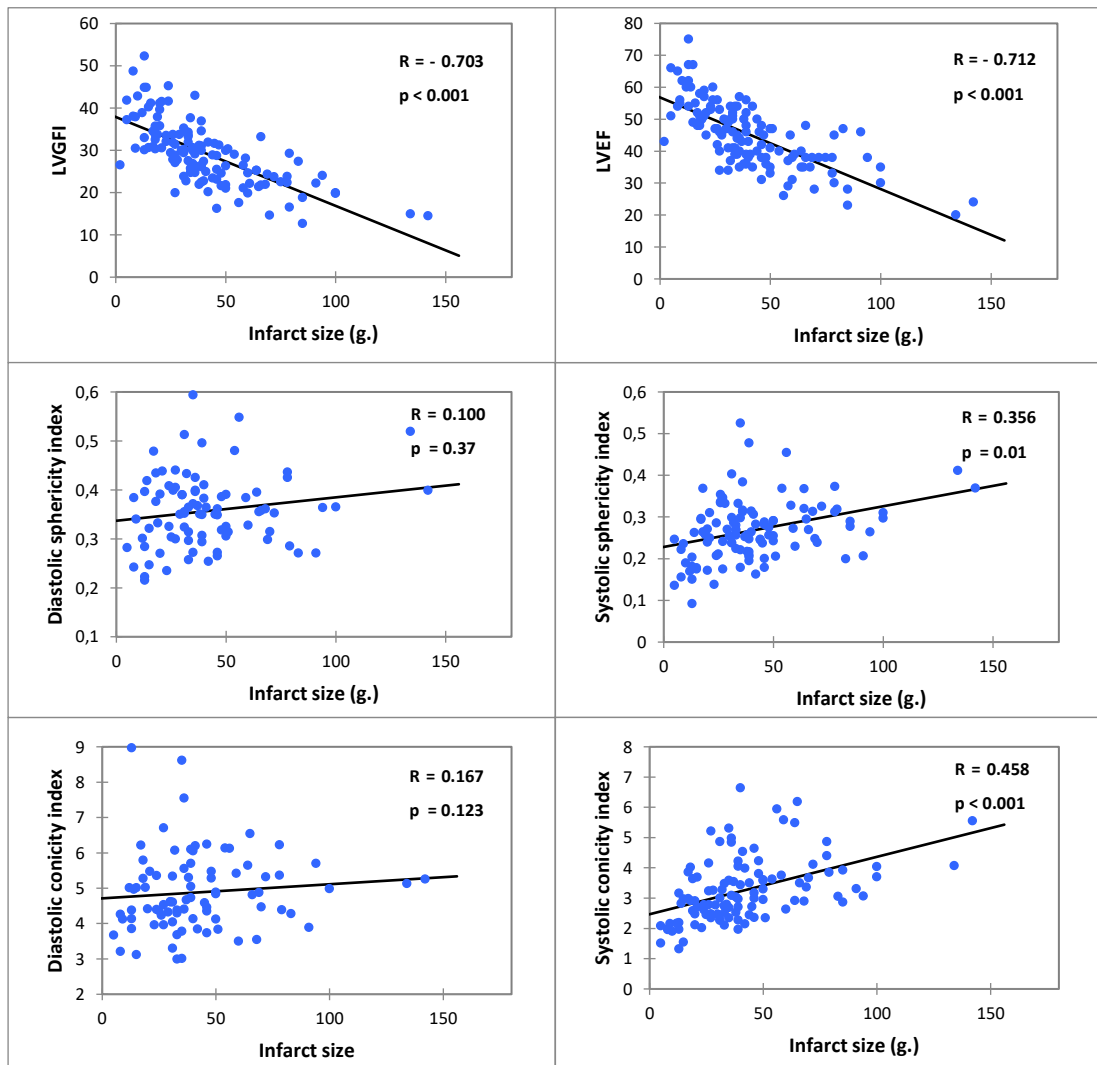 60
50
40
30
20
10
0
LVGFI
R = - 0.703
p < 0.001
0 50 100 150
Infarct size (g.)
80
70
60
50
40
30
20
10
0
LVEF
R = - 0.712
p < 0.001
0 50 100 150
Infarct size (g.)
0,6
0,5
0,4
0,3
0,2
0,1
Diastolic sphericity index
R = 0.100
p = 0.37
0 50 100 150
Infarct size (g.)
0,6
0,5
0,4
0,3
0,2
0,1
0
Systolic sphericity index
R = 0.356
p = 0.01
0 50 100 150
Infarct size (g.)
9
8
7
6
5
4
3
2
Diastolic conicity index
R = 0.167
p = 0.123
0 50 100 150
Infarct size
8
7
6
5
4
3
2
1
0
Systolic conicity index
R = 0.458
p < 0.001
0 50 100 150
Infarct size (g.)